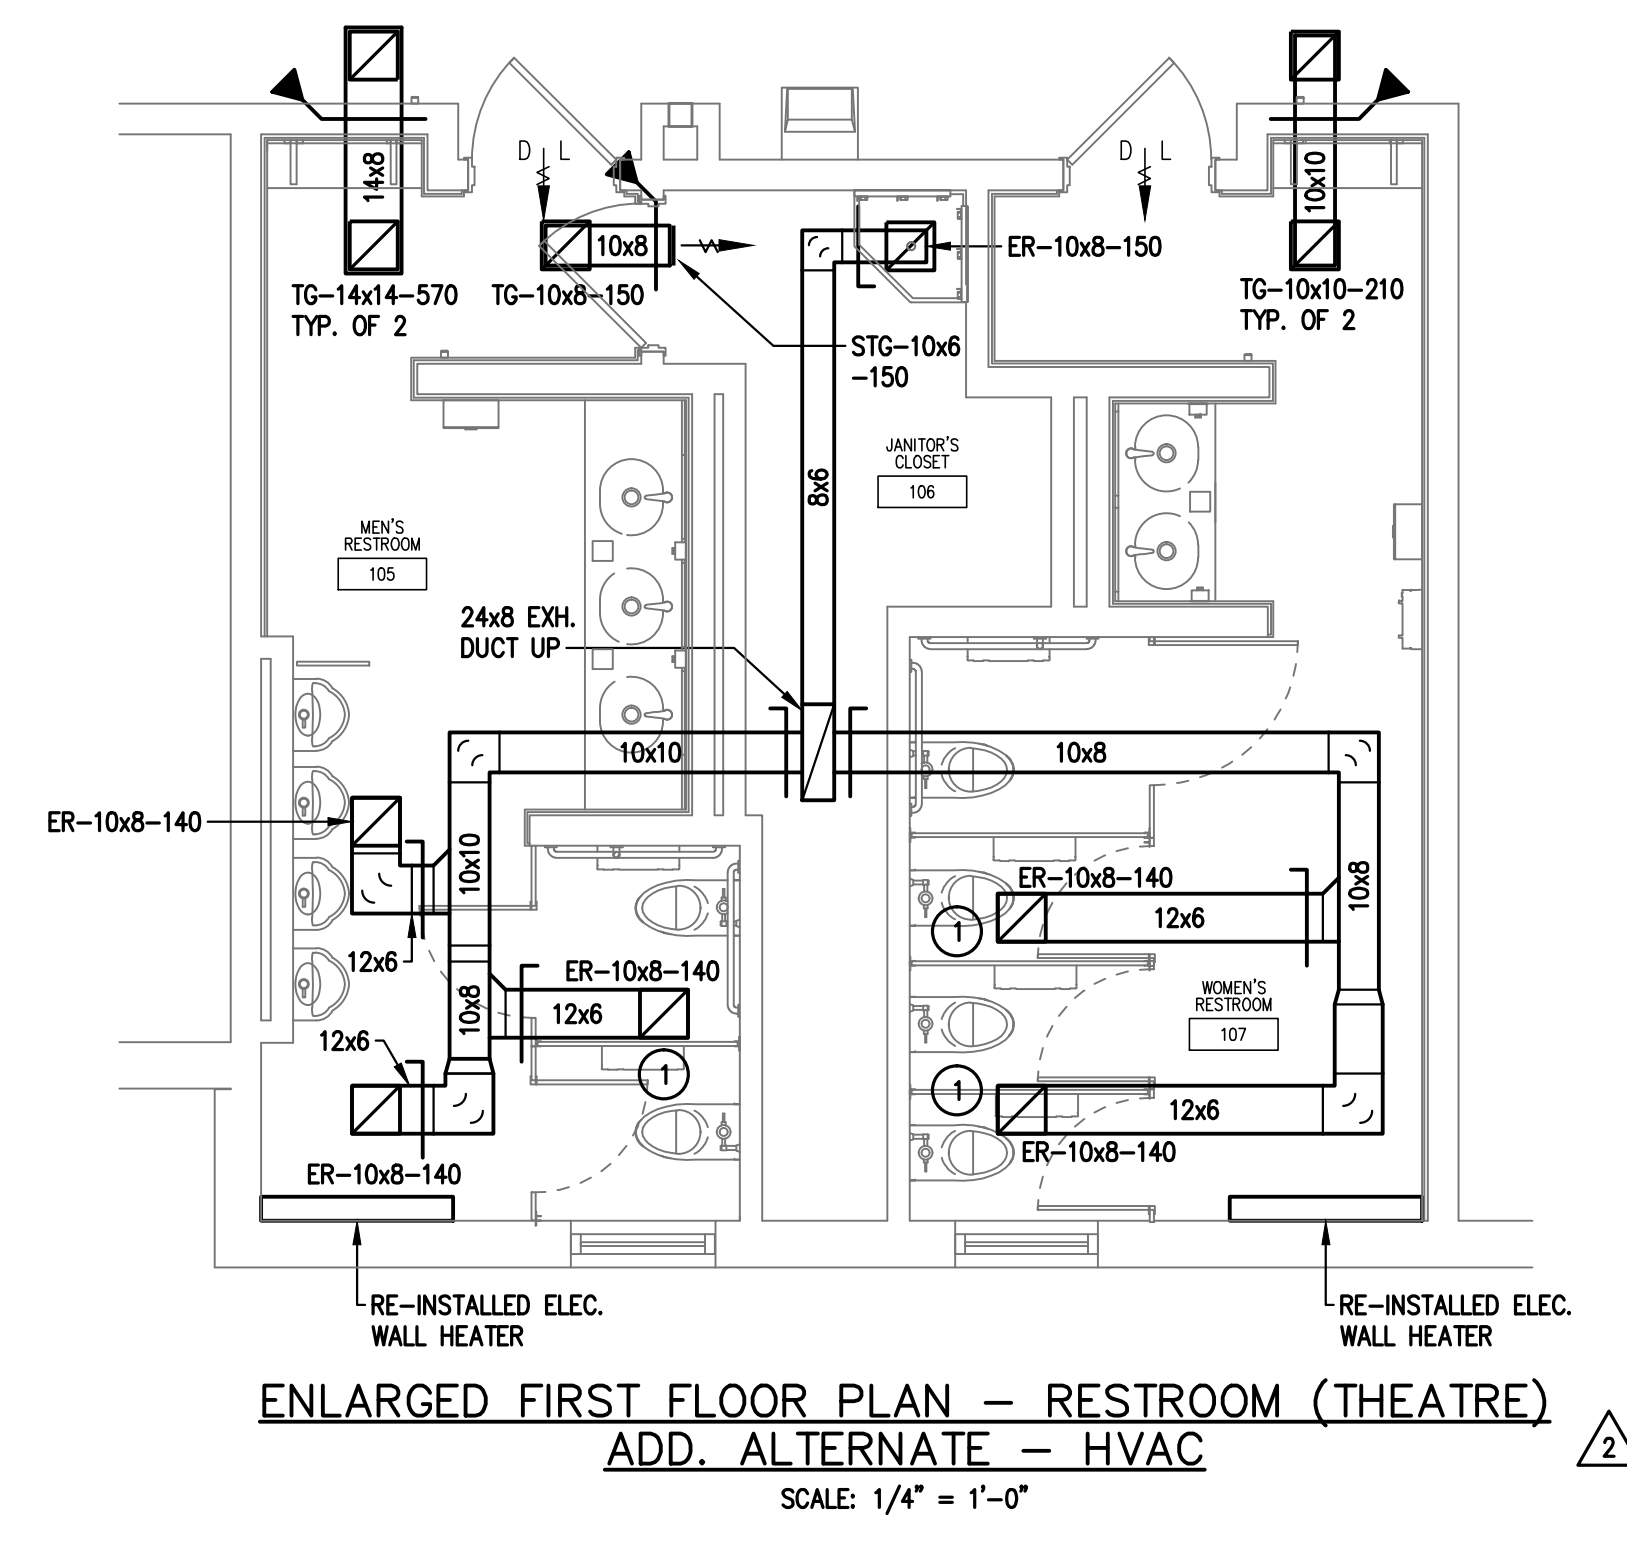 D L
D L
14x8
10x8
10x10
ER-10x8-150
TG-14x14-570
TYP. OF 2
TG-10x8-150
TG-10x10-210
TYP. OF 2
STG-10x6
-150
JANITOR'S
CLOSET
106
8x6
MEN'S
RESTROOM
105
24x8 EXH.
DUCT UP
10x10
10x8
ER-10x8-140
10x10
10x8
ER-10x8-140
12x6
1
12x6
ER-10x8-140
10x8
12x6
WOMEN'S
RESTROOM
107
12x6
1
1
12x6
ER-10x8-140
ER-10x8-140
RE-INSTALLED ELEC.
WALL HEATER
RE-INSTALLED ELEC.
WALL HEATER
ENLARGED FIRST FLOOR PLAN - RESTROOM (THEATRE)
ADD. ALTERNATE - HVAC
2
SCALE: 1/4" = 1'-0"